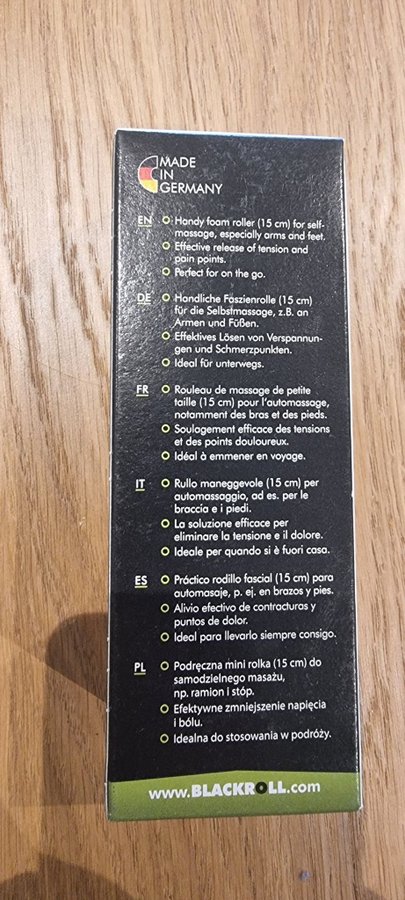 MADE
IN
GERMANY
EN Handy foam roller (15 cm) for self-
massage, especially arms and feet.
Effective release of tension and
pain points.
Perfect for on the go.
DE Handliche Faszienrolle (15 cm)
für die Selbstmassage, z.B. an
Armen und Füßen.
Effektives Lösen von Verspannun-
gen und Schmerzpunkten.
Ideal für unterwegs.
FR Rouleau de massage de petite
taille (15 cm) pour l'automassage,
notamment des bras et des pieds.
Soulagement efficace des tensions
et des points douloureux.
Idéal à emmener en voyage.
IT Rullo maneggevole (15 cm) per
automassaggio, ad es. per le
braccia e i piedi.
La soluzione efficace per
eliminare la tensione e il dolore.
Ideale per quando si è fuori casa.
ES Práctico rodillo fascial (15 cm) para
automasaje, p. ej. en brazos y pies.
Alivio efectivo de contracturas y
puntos de dolor.
Ideal para llevarlo siempre consigo.
PL Podręczna mini rolka (15 cm) do
samodzielnego masażu,
np. ramion i stóp.
Efektywne zmniejszenie napięcia
i bólu.
Idealna do stosowania w podróży.
www.BLACKROLL.com